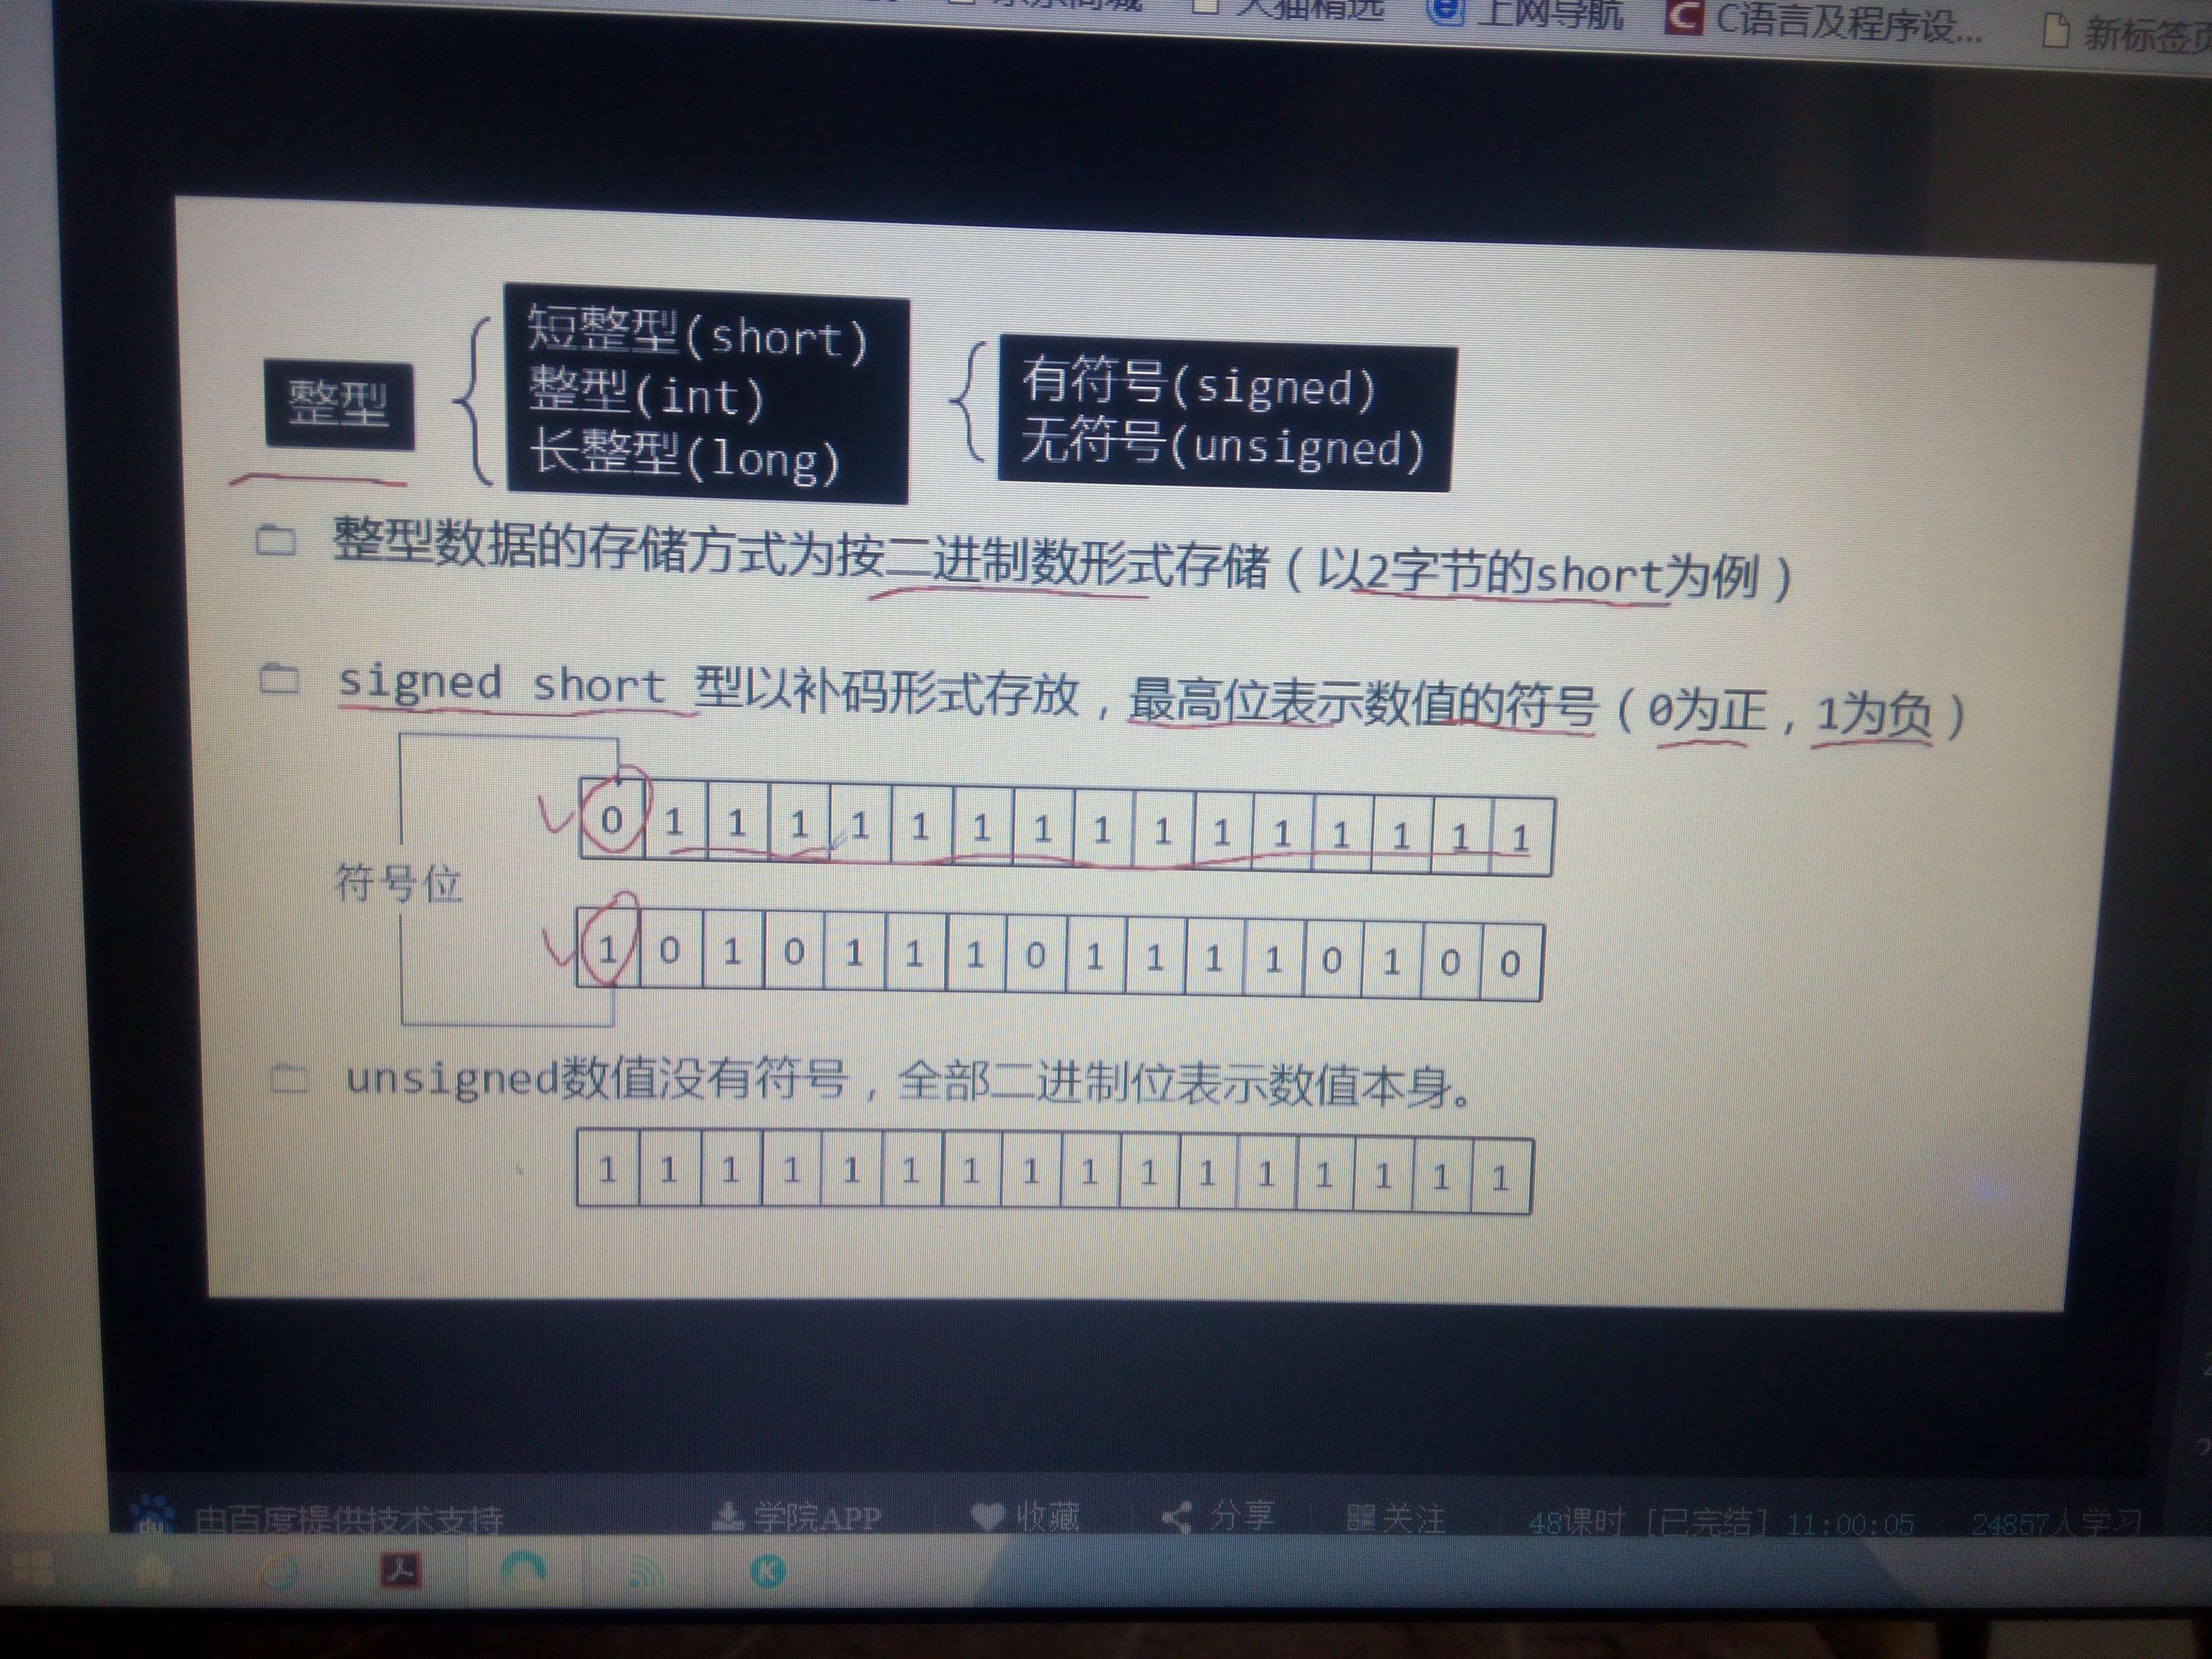 上网导航 C语言及程序设... 新标签页
整型
短整型(short)
整型(int)
长整型(long)
有符号(signed)
无符号(unsigned)
整型数据的存储方式为按二进制数形式存储（以2字节的short为例）
signed short 型以补码形式存放，最高位表示数值的符号（0为正，1为负）
0 1 1 1 1 1 1 1 1 1 1 1 1 1 1 1
符号位
1 0 1 0 1 1 1 0 1 1 1 1 0 1 0 0
unsigned数值没有符号，全部二进制位表示数值本身。
1 1 1 1 1 1 1 1 1 1 1 1 1 1 1 1
由百度提供技术支持 学院APP 收藏 分享 关注 48课时 [已完结] 11:00:05 24857人学习